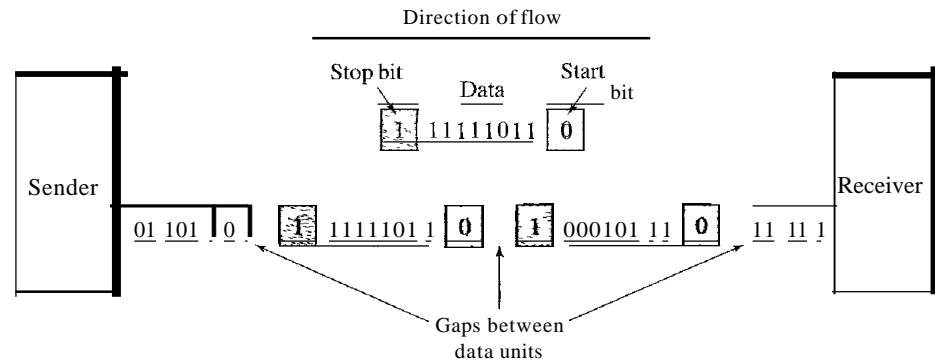 Direction of flow
Stop bit
Data
Start
bit
1 11111011 0
Sender
Receiver
01 101 0 1 1111101 1 0 1 000101 11 0 11 11 1
Gaps between
data units